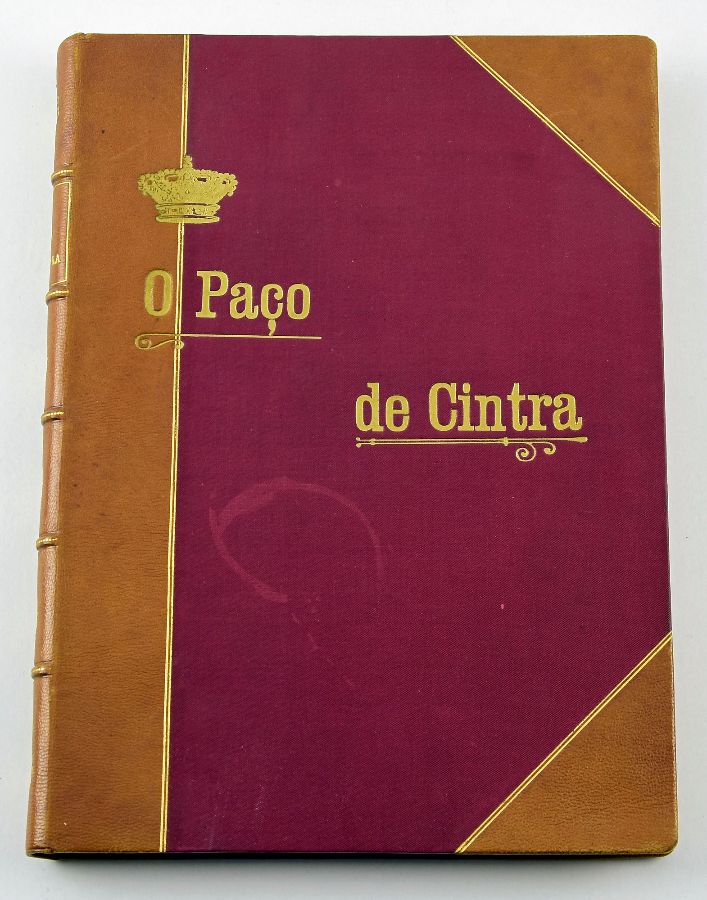 O Paço
de Cintra